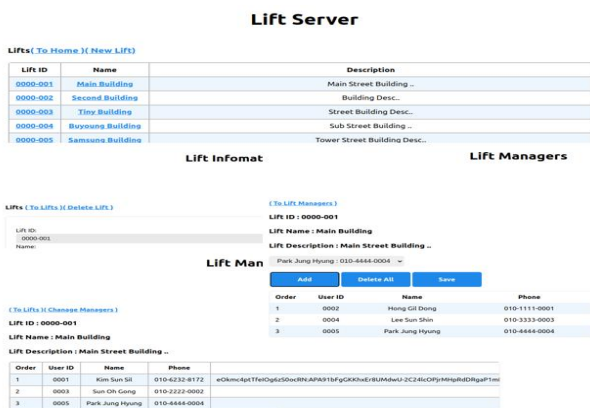 Lift Server
Lifts( To Home )( New Lift)
Lift ID Name Description
0000-001 Main Building Main Street Building ..
0000-002 Second Building Building Desc..
0000-003 Tiny Building Street Building Desc..
0000-004 Buyoung Building Sub Street Building ..
0000-005 Samsung Building Tower Street Building Desc..
Lift Infomat
Lifts ( To Lifts )( Delete Lift )
Lift ID:
0000-001
Name:
Lift Managers
( To Lift Managers )
Lift ID : 0000-001
Lift Name : Main Building
Lift Description : Main Street Building ..
Park Jung Hyung : 010-4444-0004
Add Delete All Save
Order User ID Name Phone
1 0002 Hong Gil Dong 010-1111-0001
2 0004 Lee Sun Shin 010-3333-0003
3 0005 Park Jung Hyung 010-4444-0004
Lift Man
( To Lifts )( Chanage Managers )
Lift ID : 0000-001
Lift Name : Main Building
Lift Description : Main Street Building ..
Order User ID Name Phone
1 0001 Kim Sun Sil 010-6232-8172
2 0003 Sun Oh Gong 010-2222-0002
3 0005 Park Jung Hyung 010-4444-0004